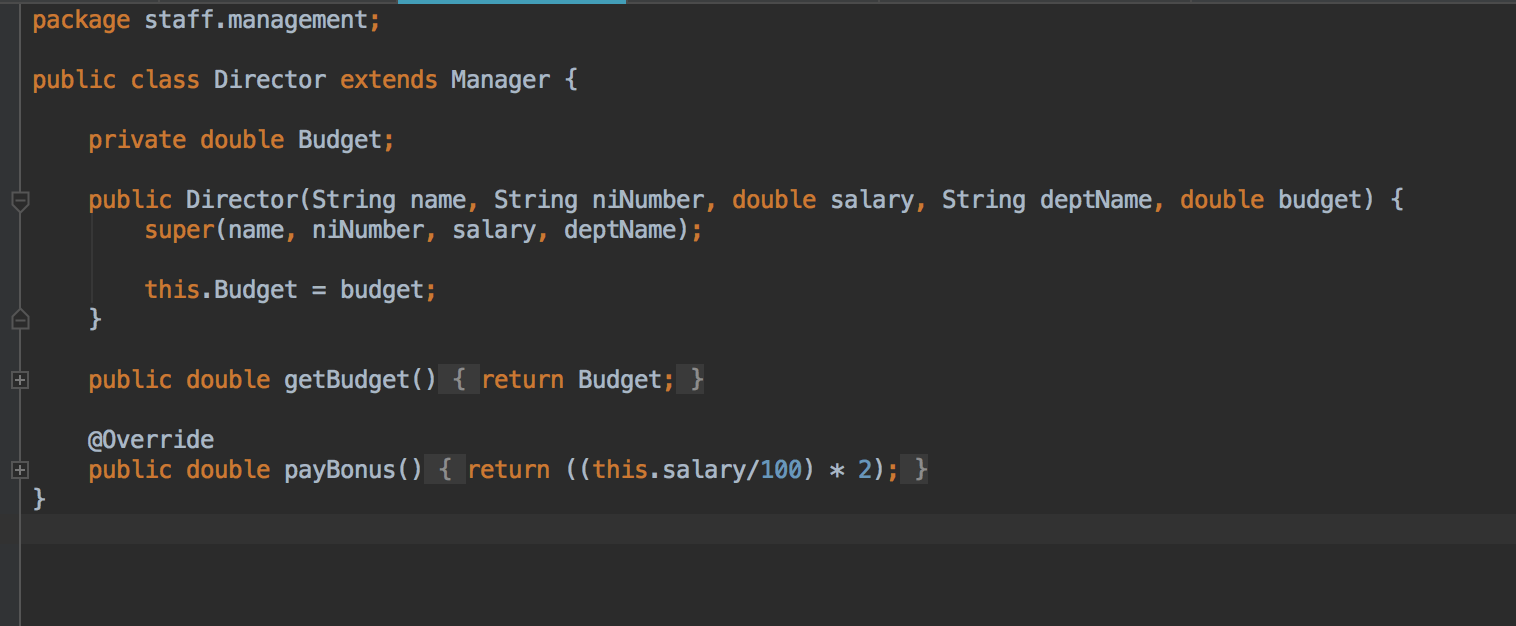 package staff.management;
public class Director extends Manager {
private double Budget;
public Director(String name, String niNumber, double salary, String deptName, double budget) {
super(name, niNumber, salary, deptName);
this.Budget = budget;
}
public double getBudget() { return Budget; }
@Override
public double payBonus() { return ((this.salary/100) * 2); }
}